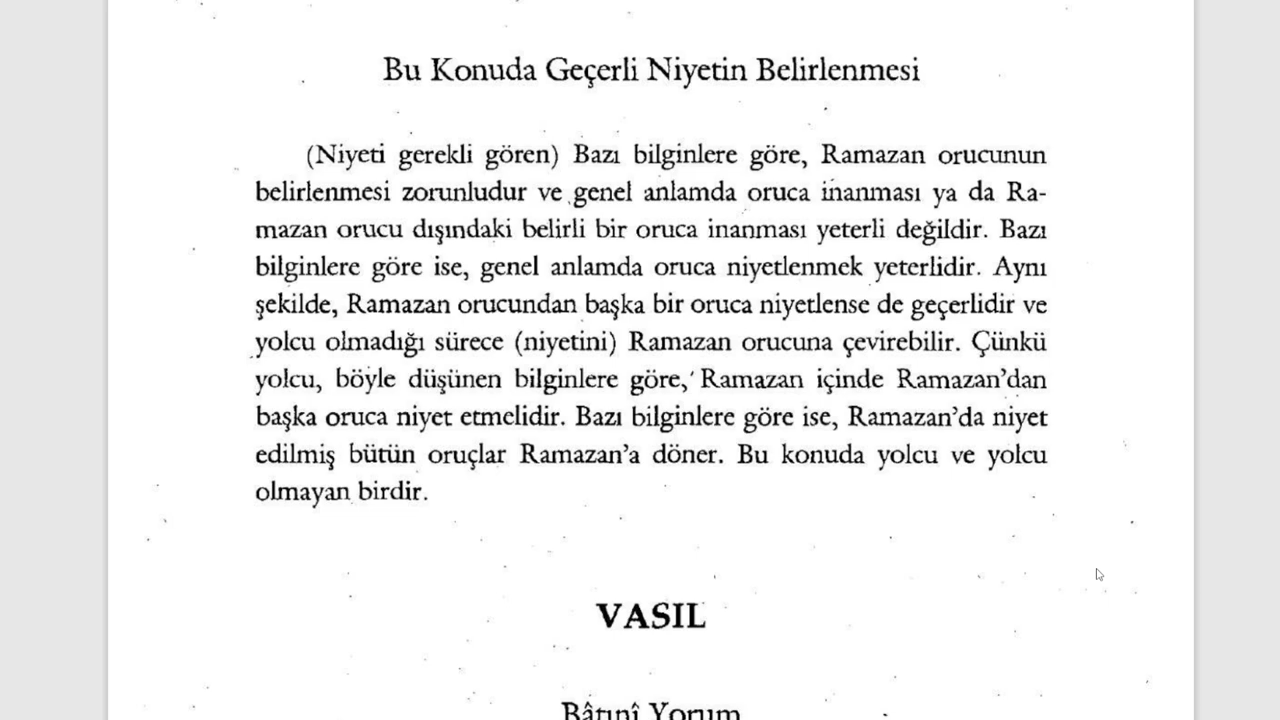 Bu Konuda Geçerli Niyetin Belirlenmesi
(Niyeti gerekli gören) Bazı bilginlere göre, Ramazan orucunun
belirlenmesi zorunludur ve genel anlamda oruca inanması ya da Ra-
mazan orucu dışındaki belirli bir oruca inanması yeterli değildir. Bazı
bilginlere göre ise, genel anlamda oruca niyetlenmek yeterlidir. Aynı
şekilde, Ramazan orucundan başka bir oruca niyetlense de geçerlidir ve
yolcu olmadığı sürece (niyetini) Ramazan orucuna çevirebilir. Çünkü
yolcu, böyle düşünen bilginlere göre, Ramazan içinde Ramazan'dan
başka oruca niyet etmelidir. Bazı bilginlere göre ise, Ramazan'da niyet
edilmiş bütün oruçlar Ramazan'a döner. Bu konuda yolcu ve yolcu
olmayan birdir.
VASIL
Bâtınî Yorum